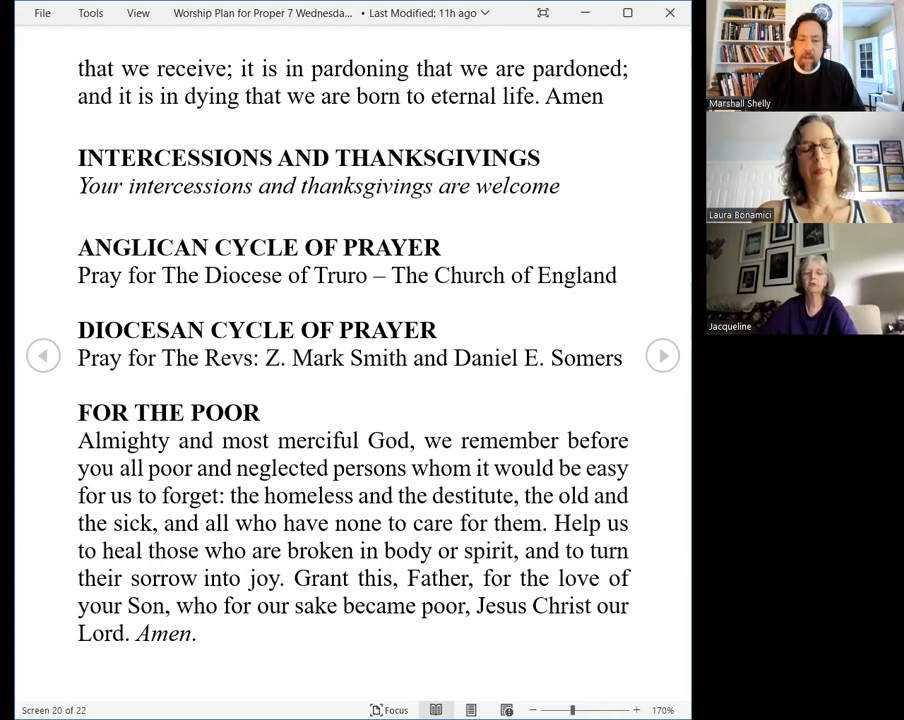 File Tools Worship Plan for Proper 7 Wednesda... • Last Modified: 11h ago
that we receive; it is in pardoning that we are pardoned;
and it is in dying that we are born to eternal life. Amen
INTERCESSIONS AND THANKSGIVINGS
Your intercessions and thanksgivings are welcome
ANGLICAN CYCLE OF PRAYER
Pray for The Diocese of Truro – The Church of England
DIOCESAN CYCLE OF PRAYER
Pray for The Revs: Z. Mark Smith and Daniel E. Somers
FOR THE POOR
Almighty and most merciful God, we remember before
you all poor and neglected persons whom it would be easy
for us to forget: the homeless and the destitute, the old and
the sick, and all who have none to care for them. Help us
to heal those who are broken in body or spirit, and to turn
their sorrow into joy. Grant this, Father, for the love of
your Son, who for our sake became poor, Jesus Christ our
Lord. Amen.
Screen 20 of 22 Focus 170%
Marshall Shelly
Laura Bonamici
Jacqueline